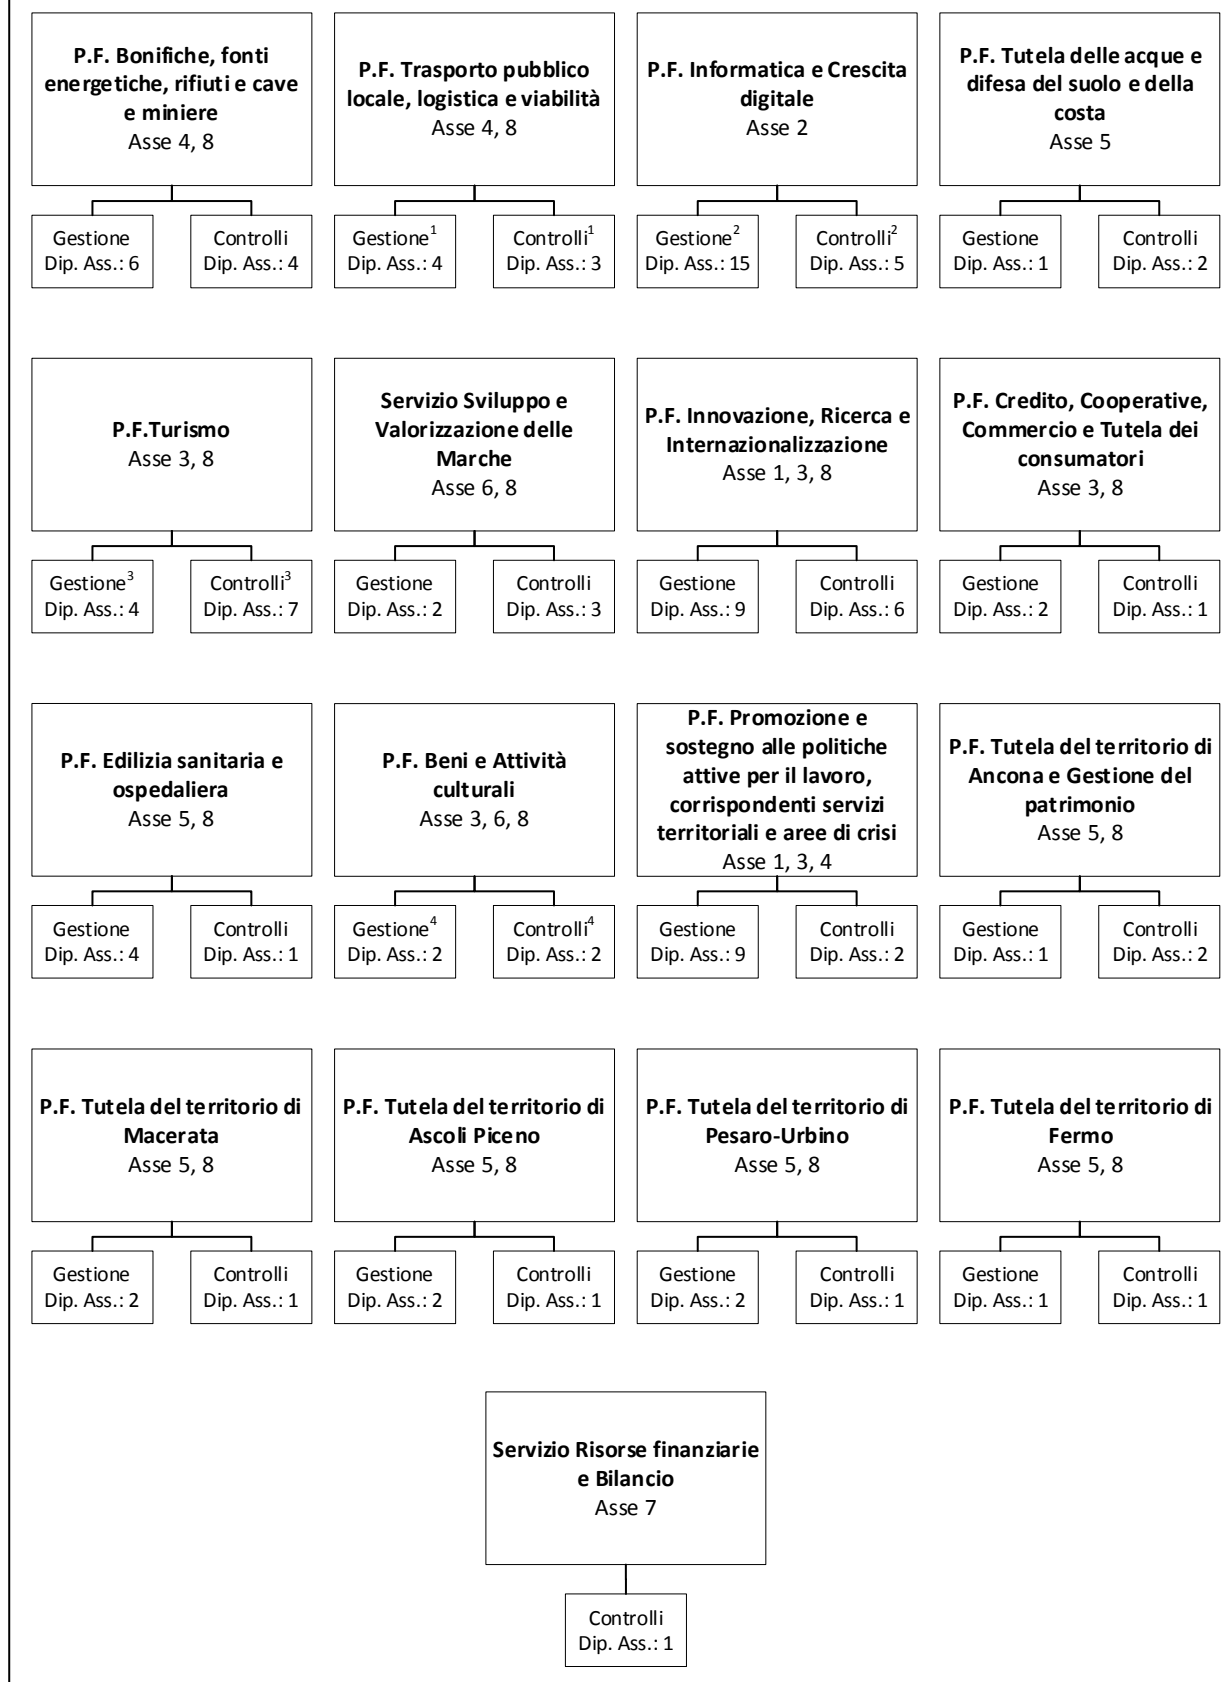 P.F. Bonifiche, fonti
energetiche, rifiuti e cave
e miniere
Asse 4, 8
Gestione
Dip. Ass.: 6
Controlli
Dip. Ass.: 4
P.F. Trasporto pubblico
locale, logistica e viabilità
Asse 4, 8
Gestione¹
Dip. Ass.: 4
Controlli¹
Dip. Ass.: 3
P.F. Informatica e Crescita
digitale
Asse 2
Gestione²
Dip. Ass.: 15
Controlli²
Dip. Ass.: 5
P.F. Tutela delle acque e
difesa del suolo e della
costa
Asse 5
Gestione
Dip. Ass.: 1
Controlli
Dip. Ass.: 2
P.F.Turismo
Asse 3, 8
Gestione³
Dip. Ass.: 4
Controlli³
Dip. Ass.: 7
Servizio Sviluppo e
Valorizzazione delle
Marche
Asse 6, 8
Gestione
Dip. Ass.: 2
Controlli
Dip. Ass.: 3
P.F. Innovazione, Ricerca e
Internazionalizzazione
Asse 1, 3, 8
Gestione
Dip. Ass.: 9
Controlli
Dip. Ass.: 6
P.F. Credito, Cooperative,
Commercio e Tutela dei
consumatori
Asse 3, 8
Gestione
Dip. Ass.: 2
Controlli
Dip. Ass.: 1
P.F. Edilizia sanitaria e
ospedaliera
Asse 5, 8
Gestione
Dip. Ass.: 4
Controlli
Dip. Ass.: 1
P.F. Beni e Attività
culturali
Asse 3, 6, 8
Gestione⁴
Dip. Ass.: 2
Controlli⁴
Dip. Ass.: 2
P.F. Promozione e
sostegno alle politiche
attive per il lavoro,
corrispondenti servizi
territoriali e aree di crisi
Asse 1, 3, 4
Gestione
Dip. Ass.: 9
Controlli
Dip. Ass.: 2
P.F. Tutela del territorio di
Ancona e Gestione del
patrimonio
Asse 5, 8
Gestione
Dip. Ass.: 1
Controlli
Dip. Ass.: 2
P.F. Tutela del territorio di
Macerata
Asse 5, 8
Gestione
Dip. Ass.: 2
Controlli
Dip. Ass.: 1
P.F. Tutela del territorio di
Ascoli Piceno
Asse 5, 8
Gestione
Dip. Ass.: 2
Controlli
Dip. Ass.: 1
P.F. Tutela del territorio di
Pesaro-Urbino
Asse 5, 8
Gestione
Dip. Ass.: 2
Controlli
Dip. Ass.: 1
P.F. Tutela del territorio di
Fermo
Asse 5, 8
Gestione
Dip. Ass.: 1
Controlli
Dip. Ass.: 1
Servizio Risorse finanziarie
e Bilancio
Asse 7
Controlli
Dip. Ass.: 1